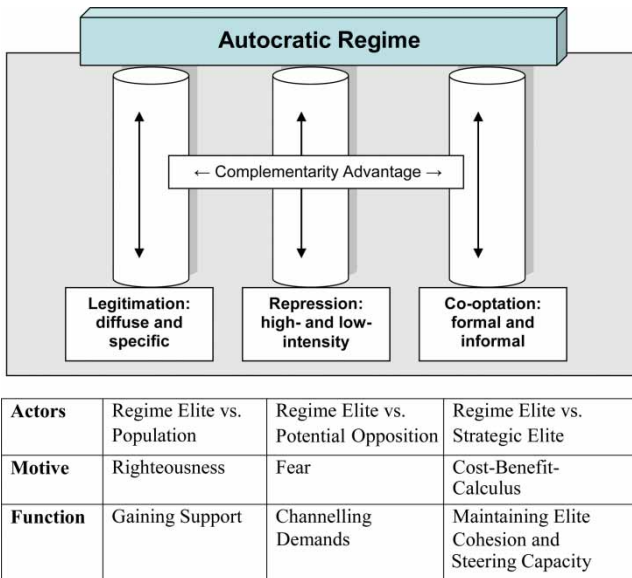 Autocratic Regime
← Complementarity Advantage →
Legitimation:
diffuse and
specific
Repression:
high- and low-
intensity
Co-optation:
formal and
informal
Actors
Regime Elite vs.
Population
Regime Elite vs.
Potential Opposition
Regime Elite vs.
Strategic Elite
Motive
Righteousness
Fear
Cost-Benefit-
Calculus
Function
Gaining Support
Channelling
Demands
Maintaining Elite
Cohesion and
Steering Capacity